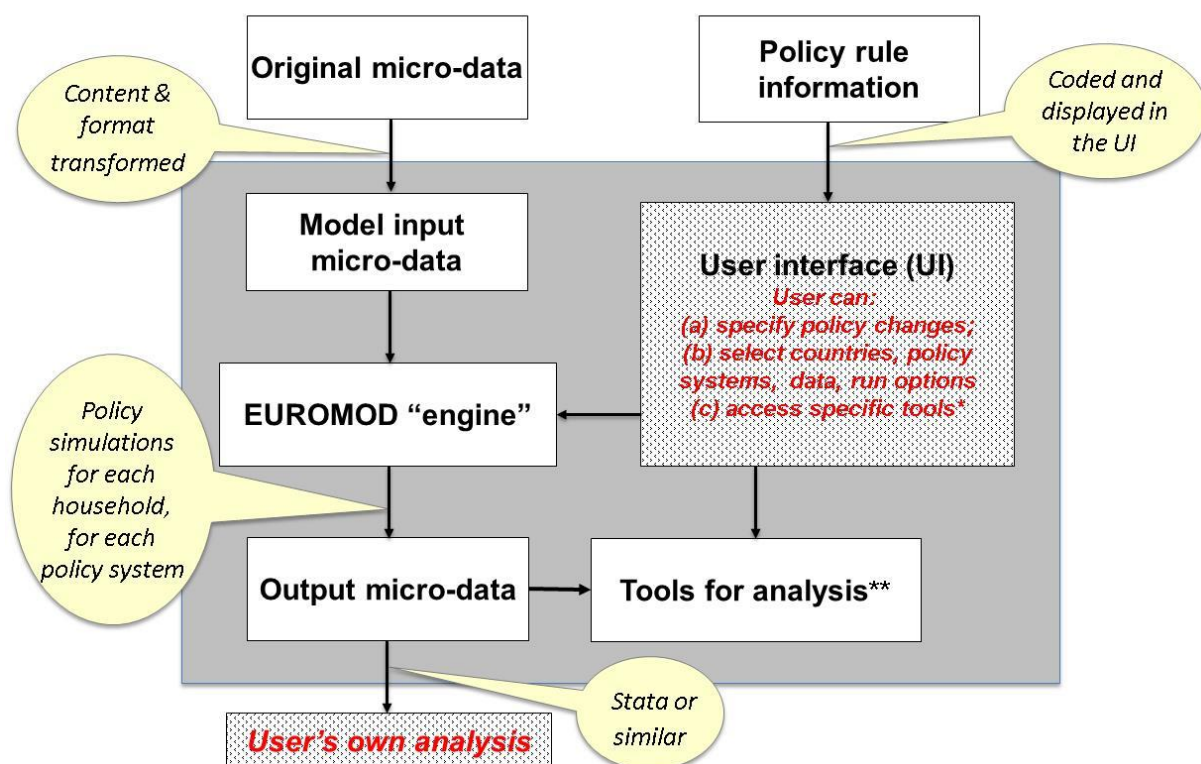 Original micro-data
Policy rule
information
Content &
format
transformed
Coded and
displayed in
the UI
Model input
micro-data
User interface (UI)
User can:
(a) specify policy changes;
(b) select countries, policy
systems, data, run options
(c) access specific tools*
EUROMOD “engine”
Policy
simulations
for each
household,
for each
policy system
Output micro-data
Tools for analysis**
Stata or
similar
User's own analysis